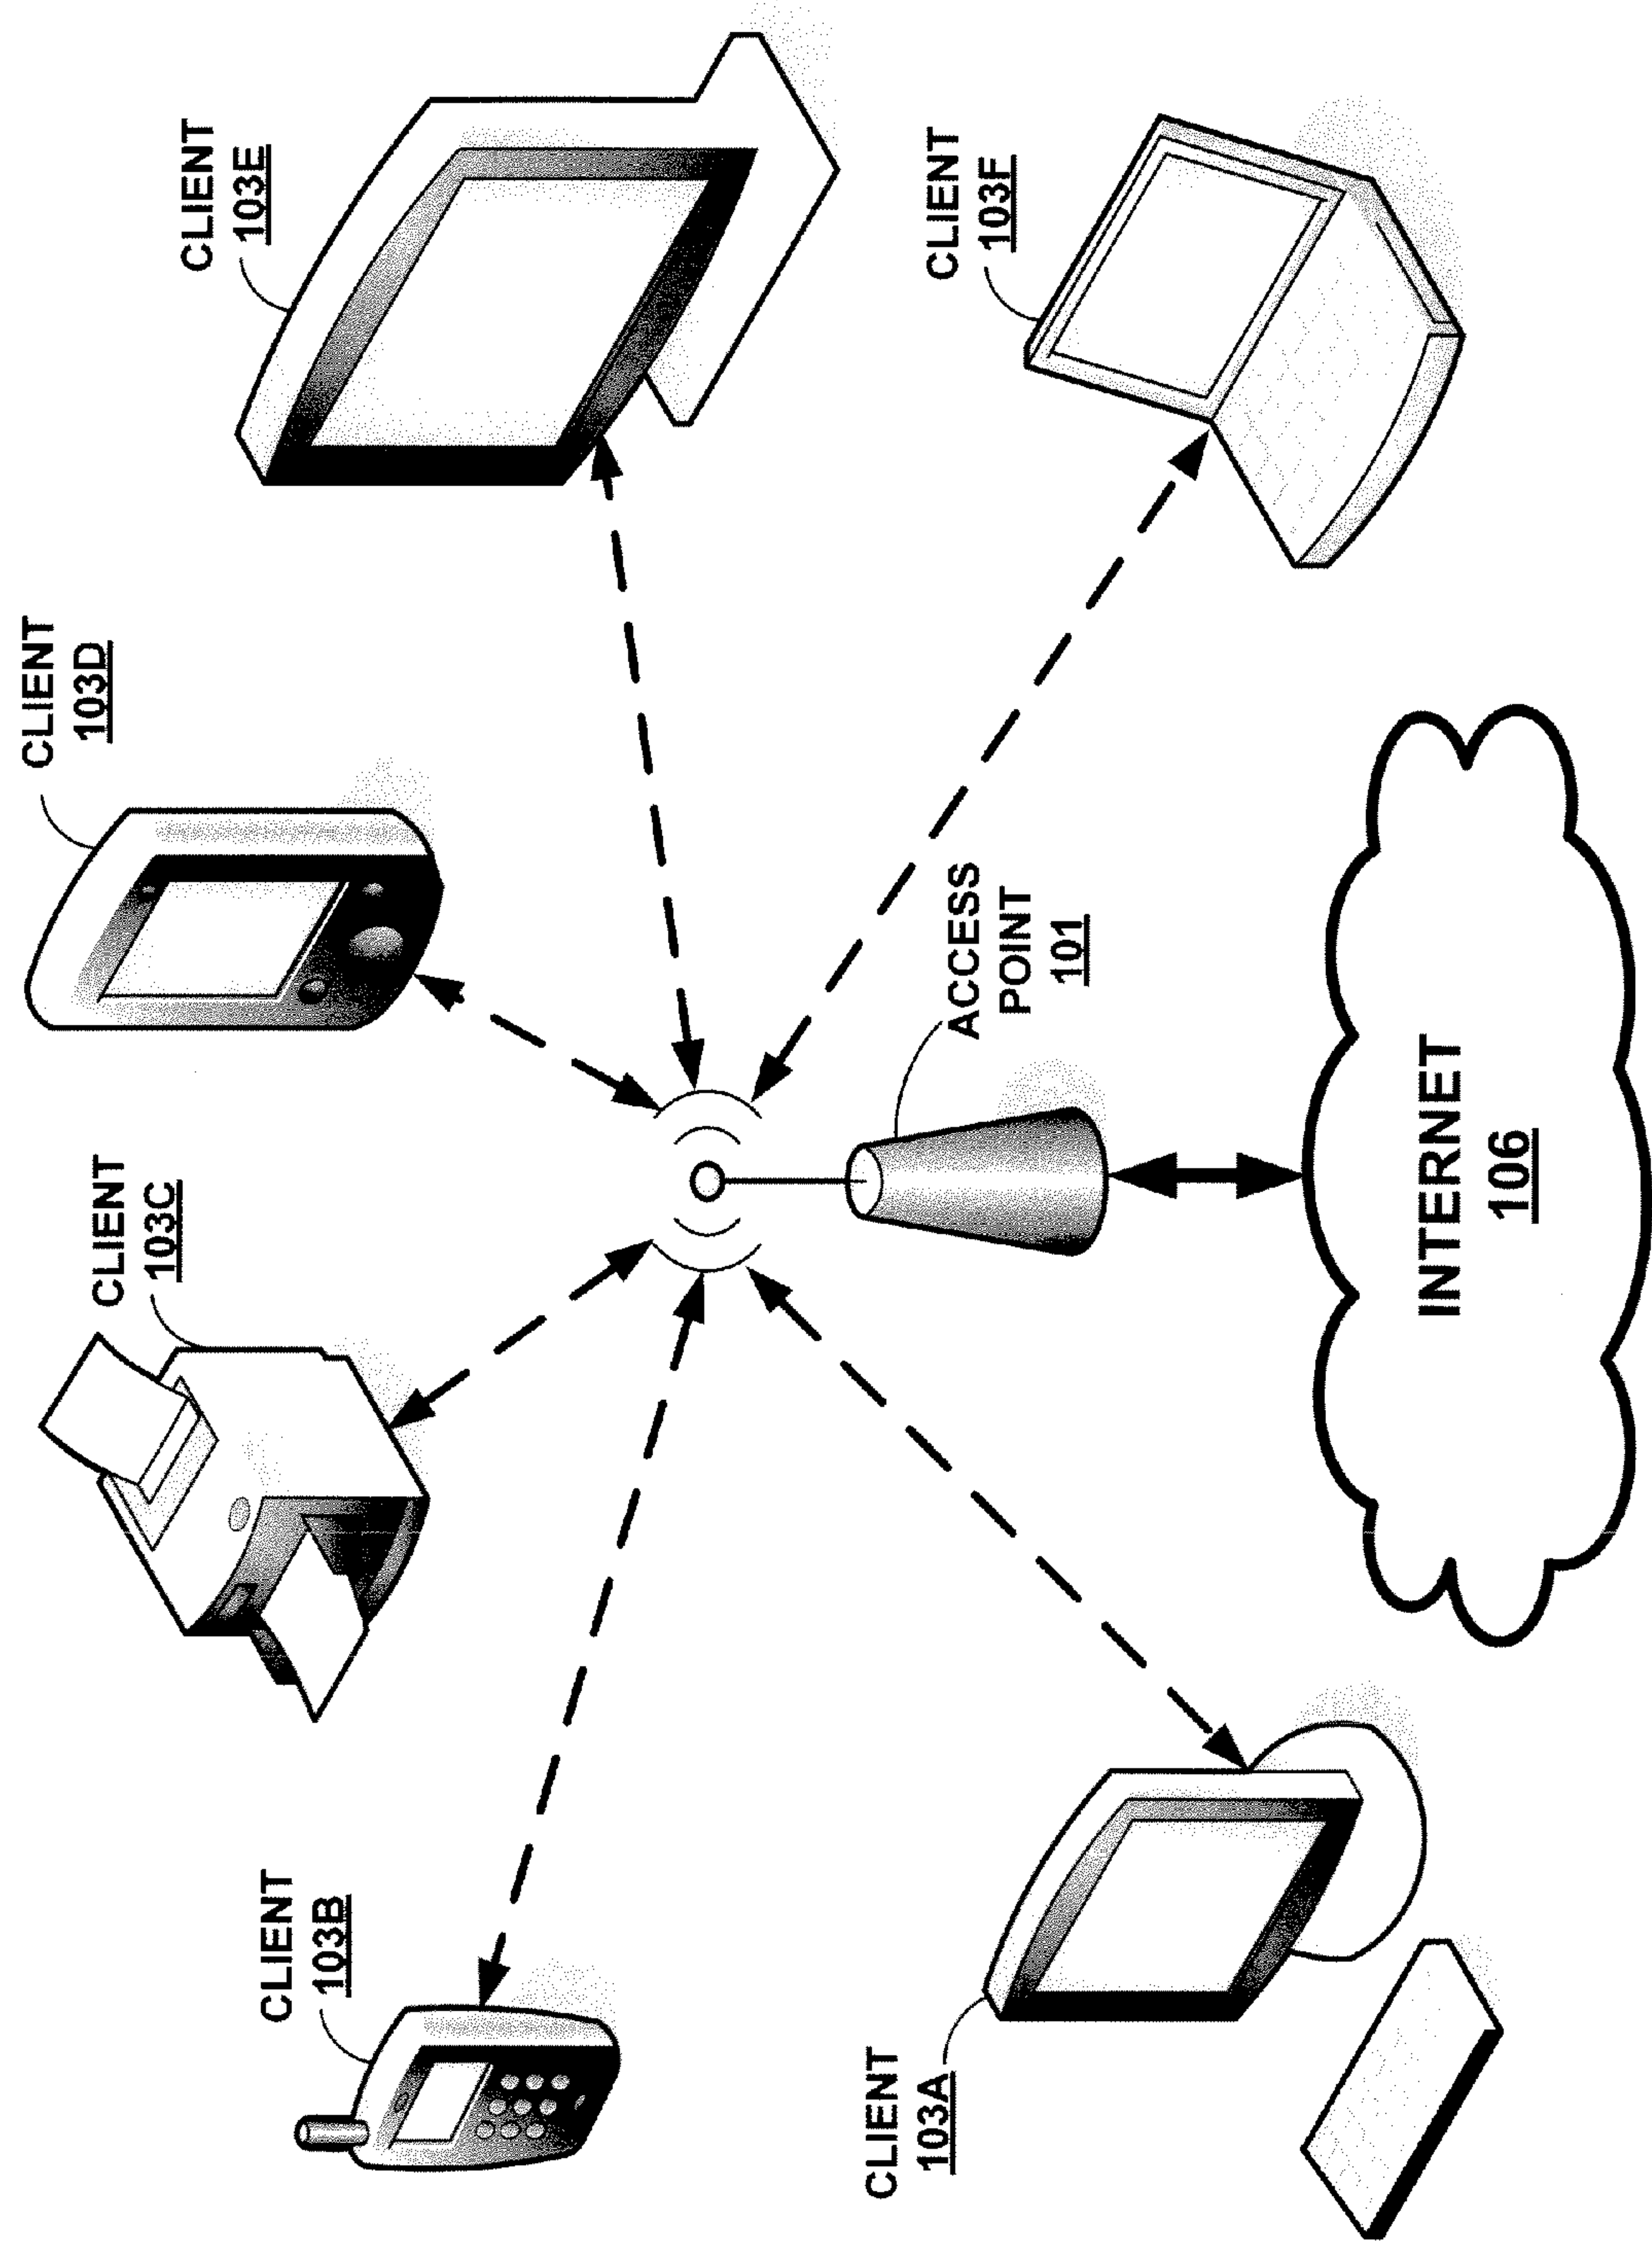 CLIENT
103C
CLIENT
103D
CLIENT
103B
CLIENT
103E
CLIENT
103A
ACCESS
POINT
101
CLIENT
103F
INTERNET
106